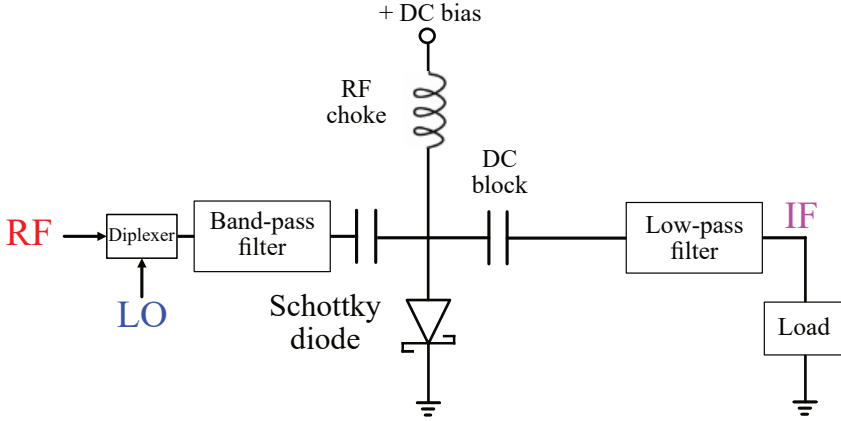 + DC bias
RF
choke
DC
block
RF
Diplexer
Band-pass
filter
Low-pass
filter
IF
LO
Schottky
diode
Load